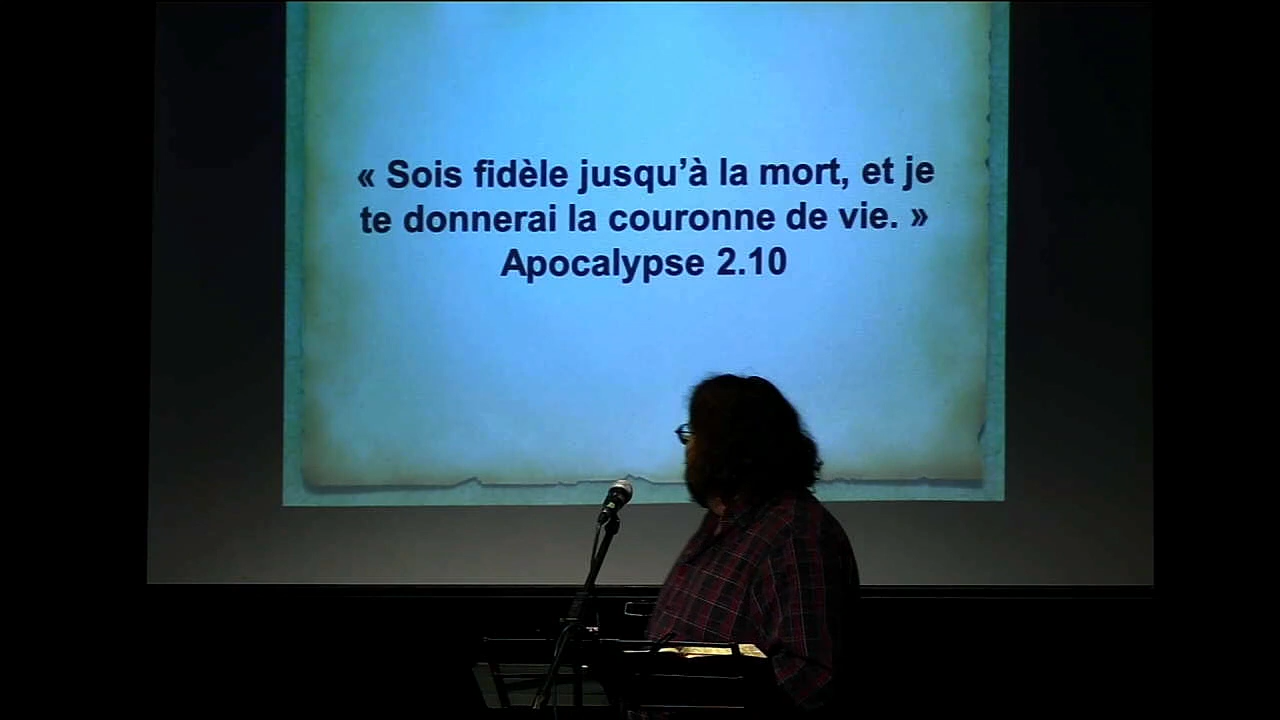 « Sois fidèle jusqu’à la mort, et je
te donnerai la couronne de vie. »
Apocalypse 2.10